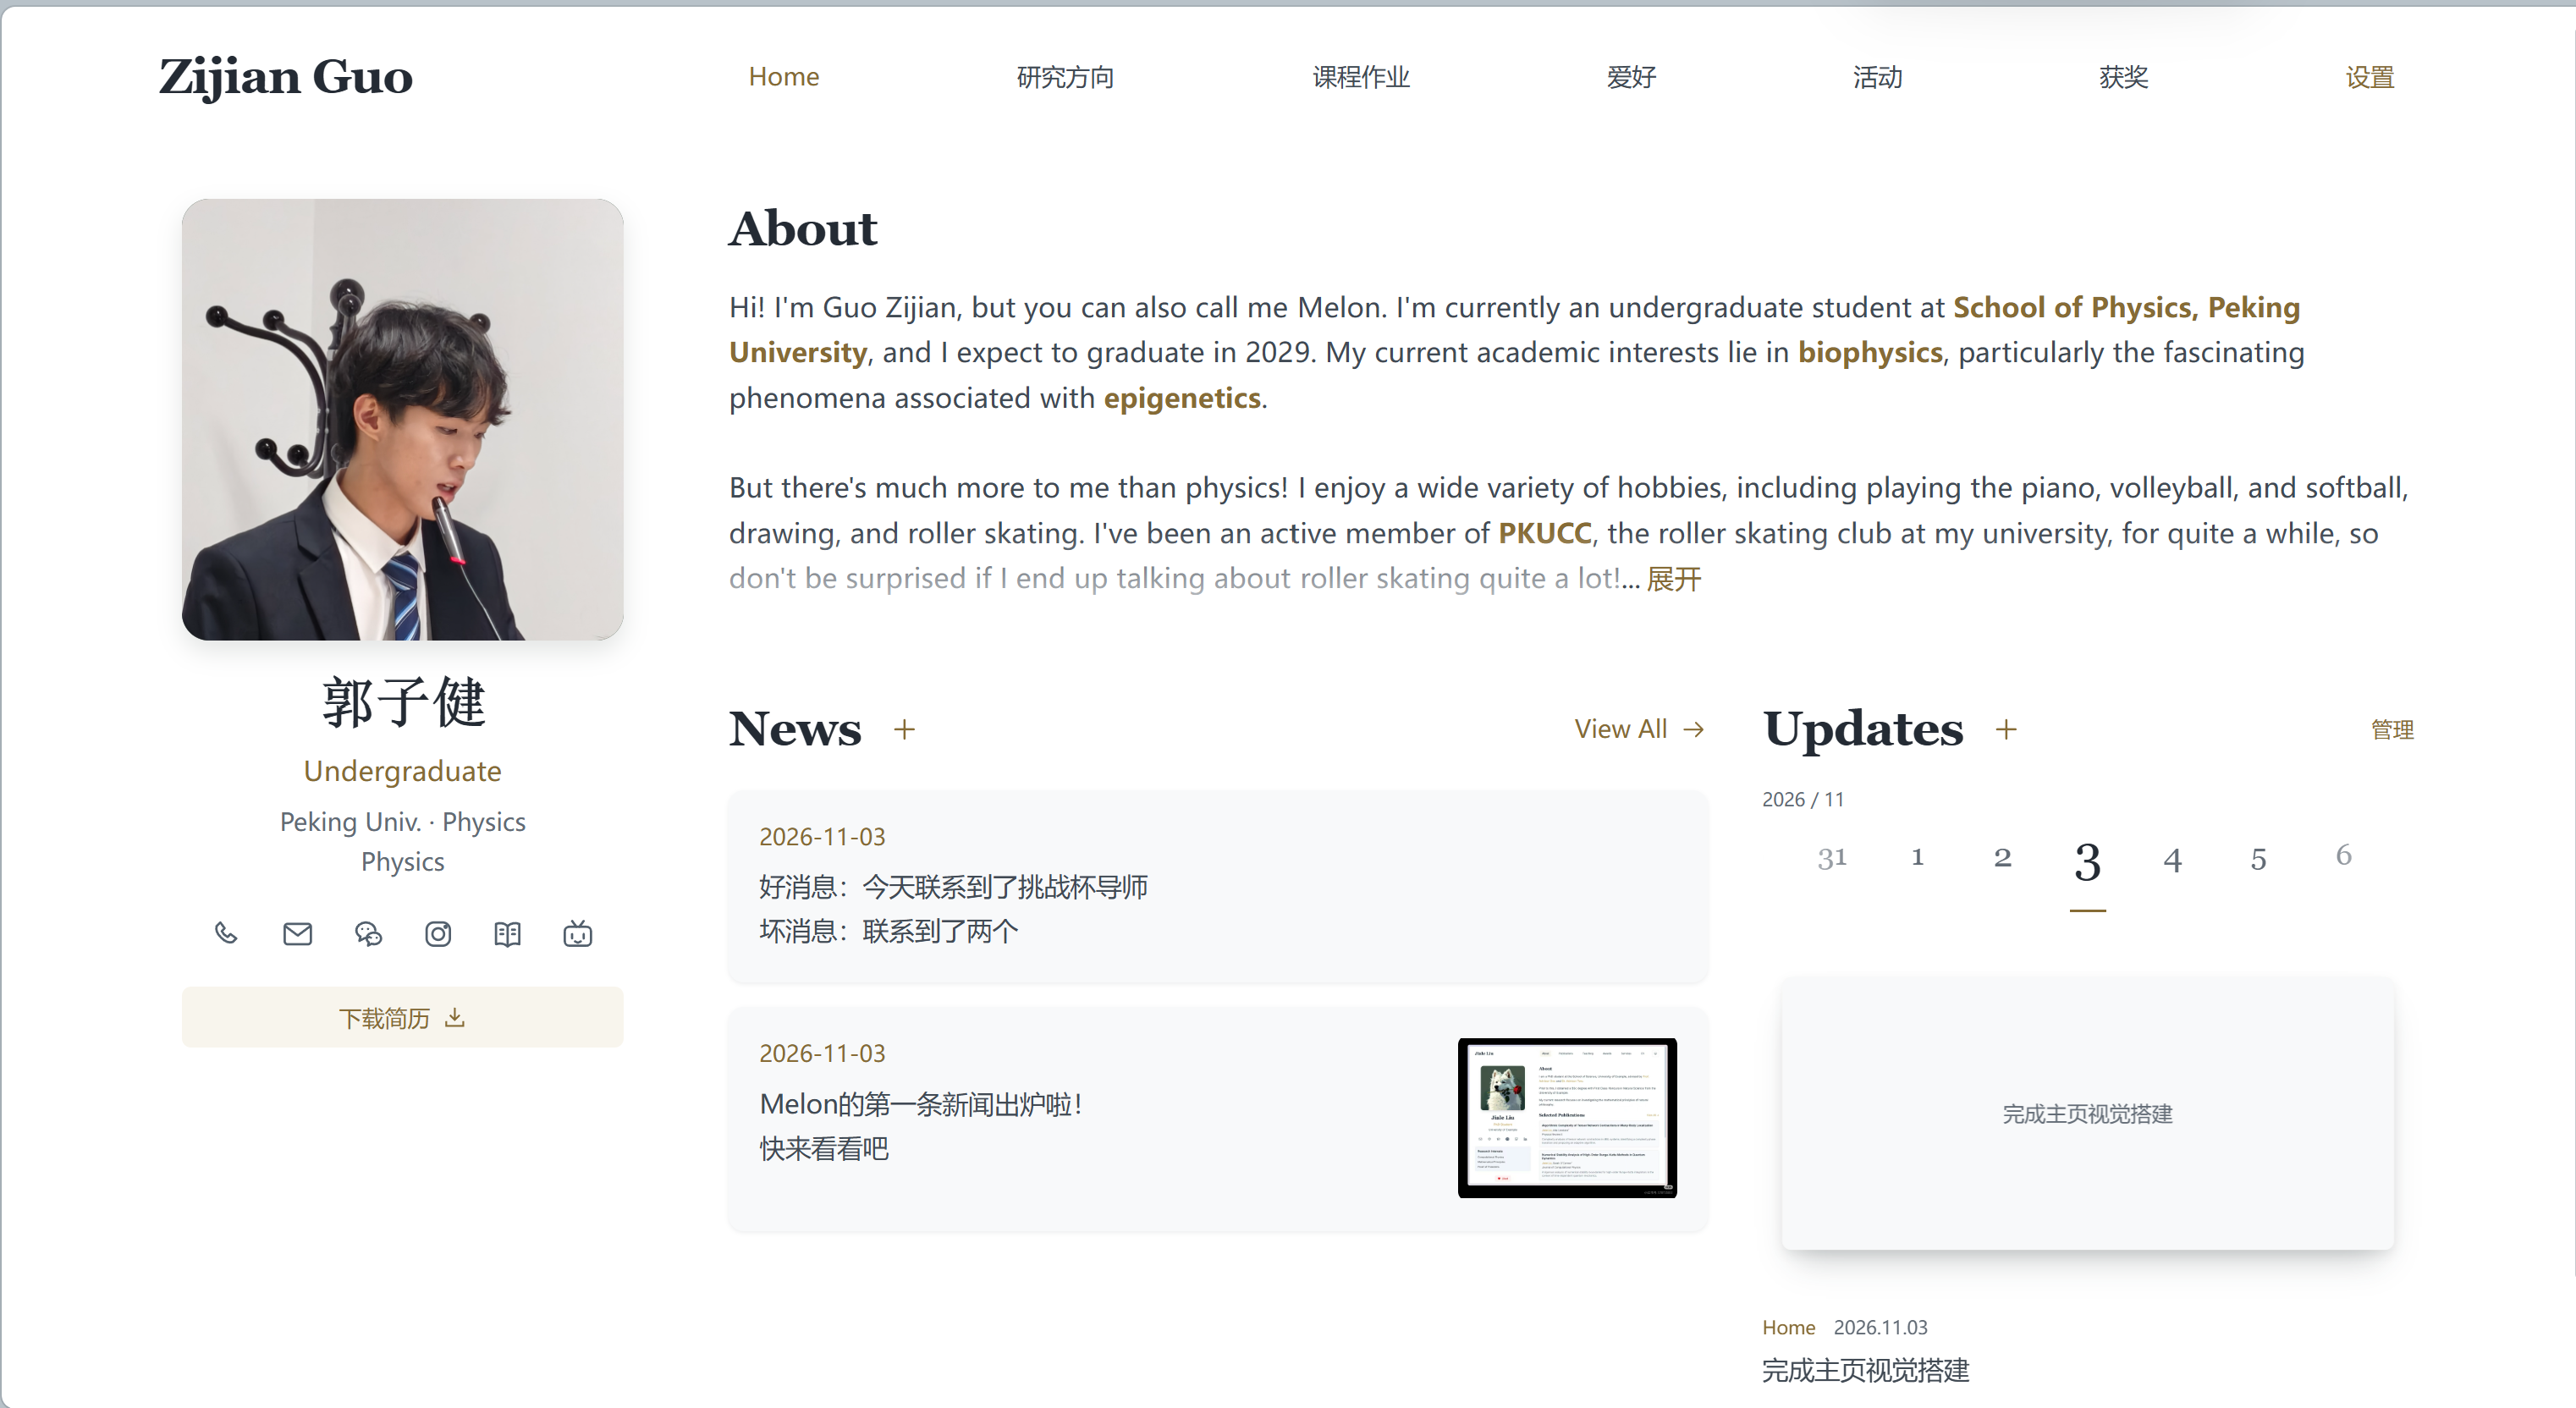 Zijian Guo
Home 研究方向 课程作业 爱好 活动 获奖 设置
郭子健
Undergraduate
Peking Univ. · Physics
Physics
下载简历
About
Hi! I'm Guo Zijian, but you can also call me Melon. I'm currently an undergraduate student at School of Physics, Peking
University, and I expect to graduate in 2029. My current academic interests lie in biophysics, particularly the fascinating
phenomena associated with epigenetics.
But there's much more to me than physics! I enjoy a wide variety of hobbies, including playing the piano, volleyball, and softball,
drawing, and roller skating. I've been an active member of PKUCC, the roller skating club at my university, for quite a while, so
don't be surprised if I end up talking about roller skating quite a lot!... 展开
News +
View All →
2026-11-03
好消息：今天联系到了挑战杯导师
坏消息：联系到了两个
2026-11-03
Melon的第一条新闻出炉啦！
快来看看吧
Jiale Liu
About
Selected Publications
Updates +
管理
2026 / 11
31 1 2 3 4 5 6
完成主页视觉搭建
Home 2026.11.03
完成主页视觉搭建